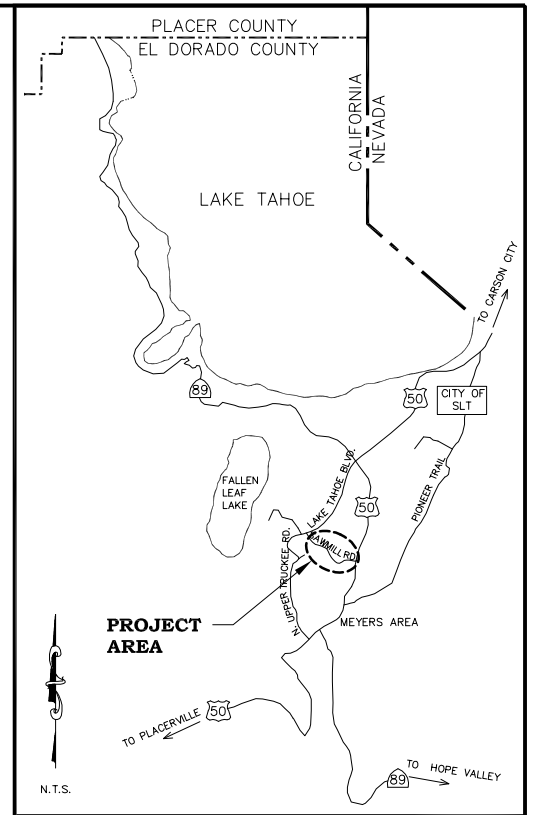 PLACER COUNTY
EL DORADO COUNTY
CALIFORNIA
NEVADA
LAKE TAHOE
TO CARSON CITY
89
50
CITY OF
SLT
FALLEN
LEAF
LAKE
LAKE TAHOE BLVD.
50
PIONEER TRAIL
SAWMILL RD.
N. UPPER TRUCKEE RD.
PROJECT
AREA
MEYERS AREA
TO PLACERVILLE
50
TO HOPE VALLEY
89
N.T.S.